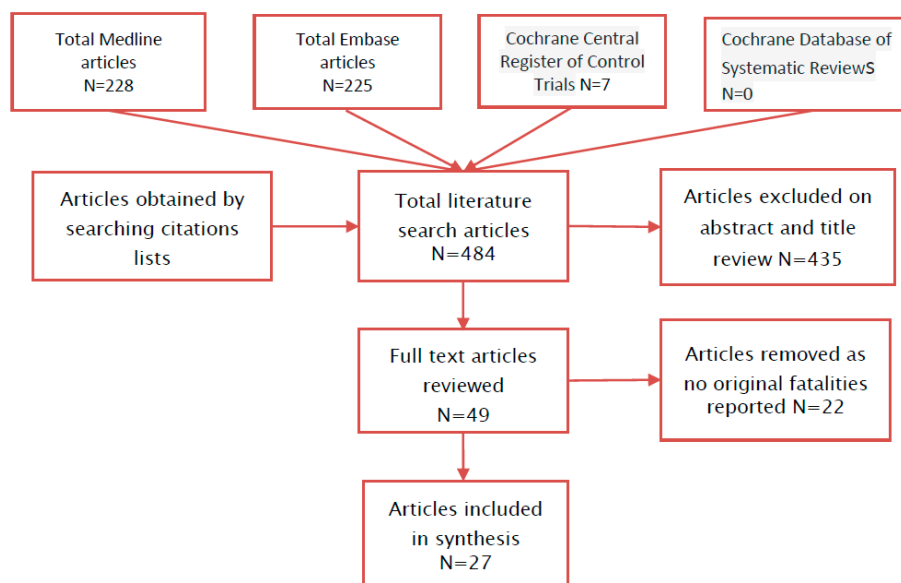 Total Medline
articles
N=228
Total Embase
articles
N=225
Cochrane Central
Register of Control
Trials N=7
Cochrane Database of
Systematic Reviews
N=0
Articles obtained by
searching citations
lists
Total literature
search articles
N=484
Articles excluded on
abstract and title
review N=435
Full text articles
reviewed
N=49
Articles removed as
no original fatalities
reported N=22
Articles included
in synthesis
N=27